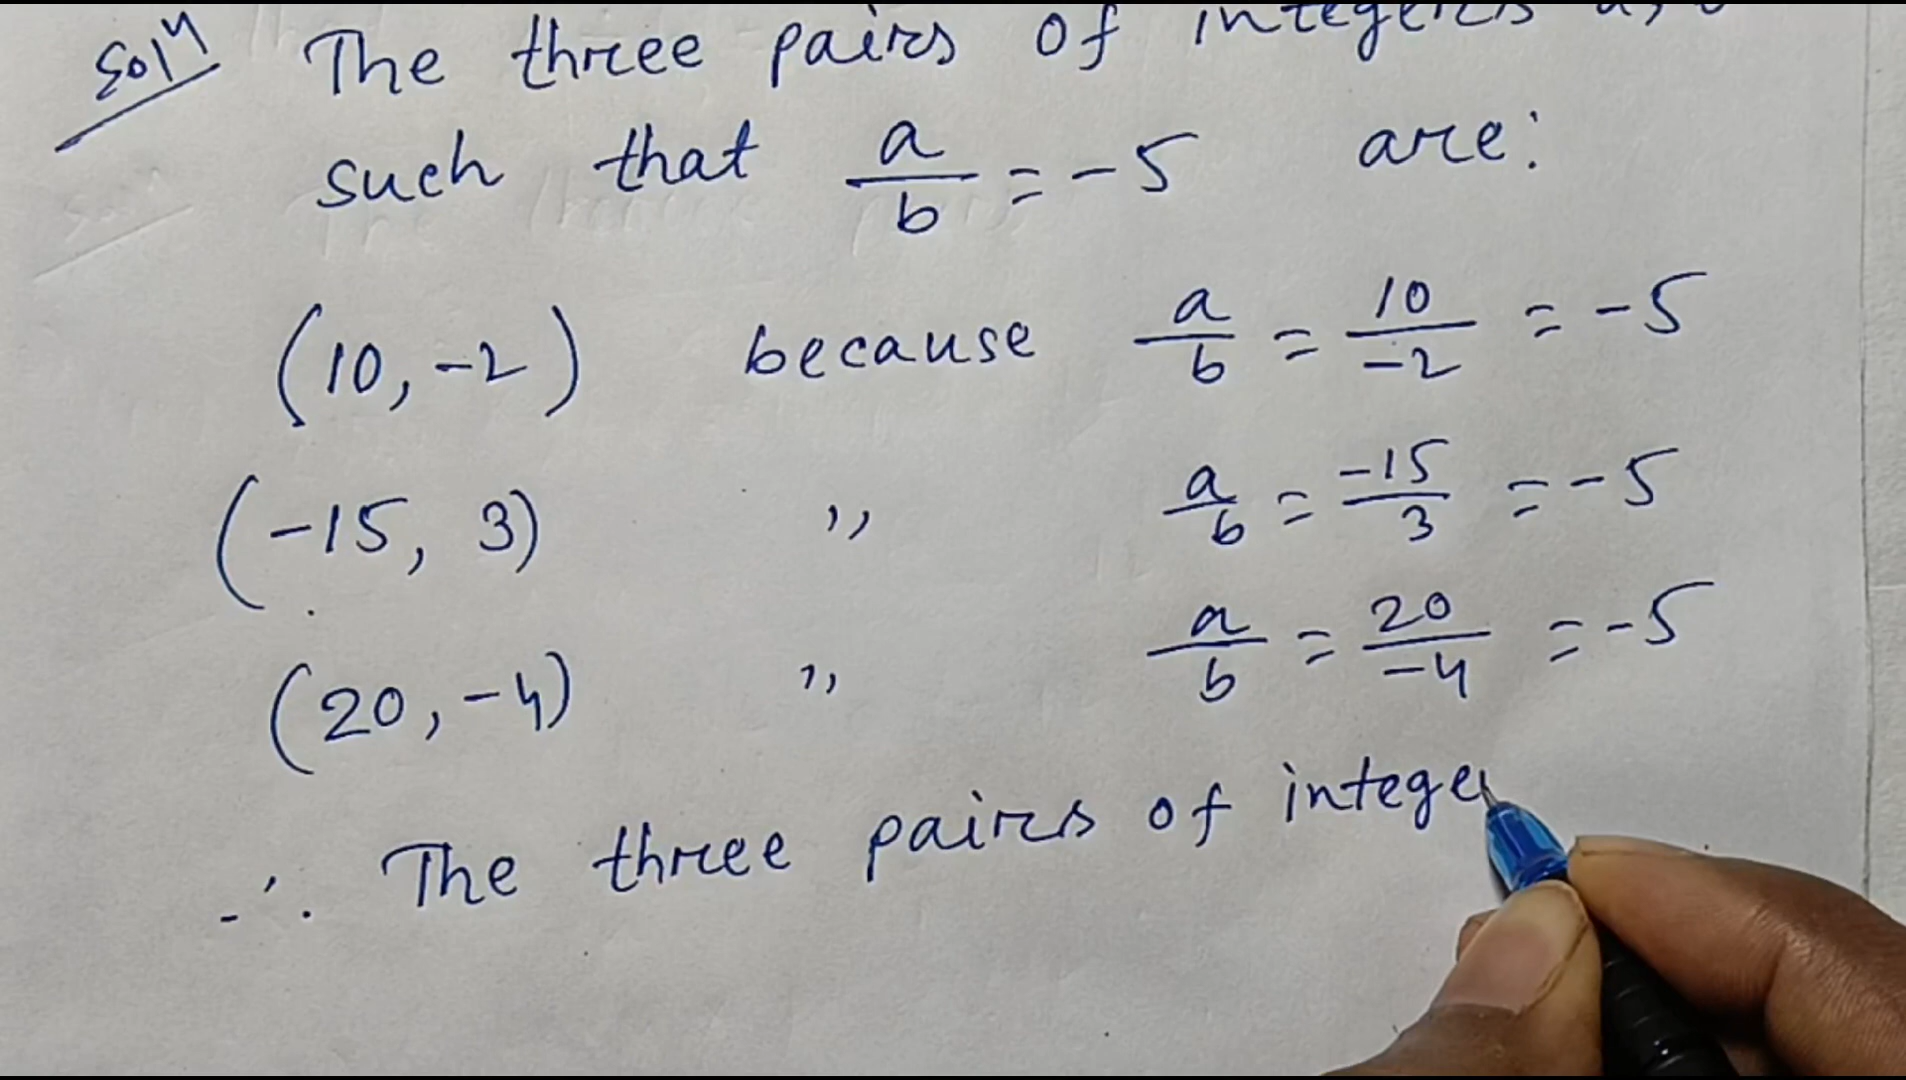 Soln The three pairs of integers
such that a/b = -5 are:
(10, -2) because a/b = 10/-2 = -5
(-15, 3) ,, a/b = -15/3 = -5
(20, -4) ,, a/b = 20/-4 = -5
∴ The three pairs of intege